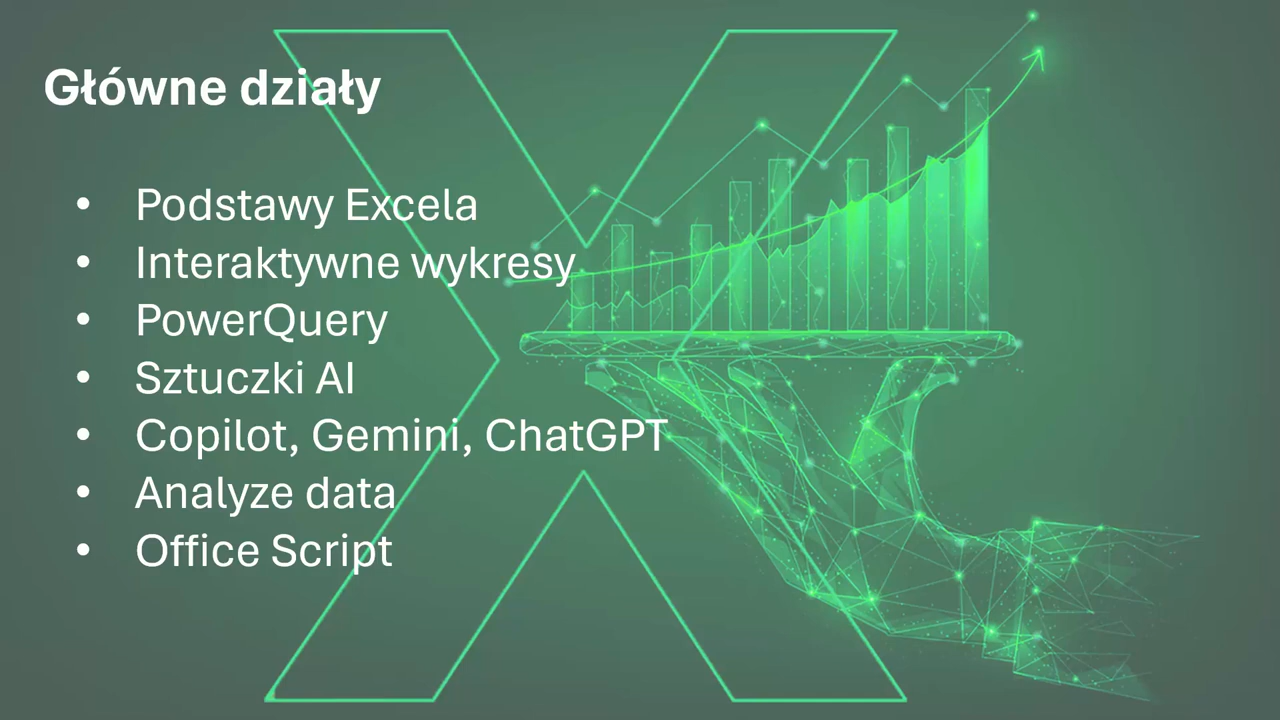 Główne działy
• Podstawy Excela
• Interaktywne wykresy
• PowerQuery
• Sztuczki AI
• Copilot, Gemini, ChatGPT
• Analyze data
• Office Script